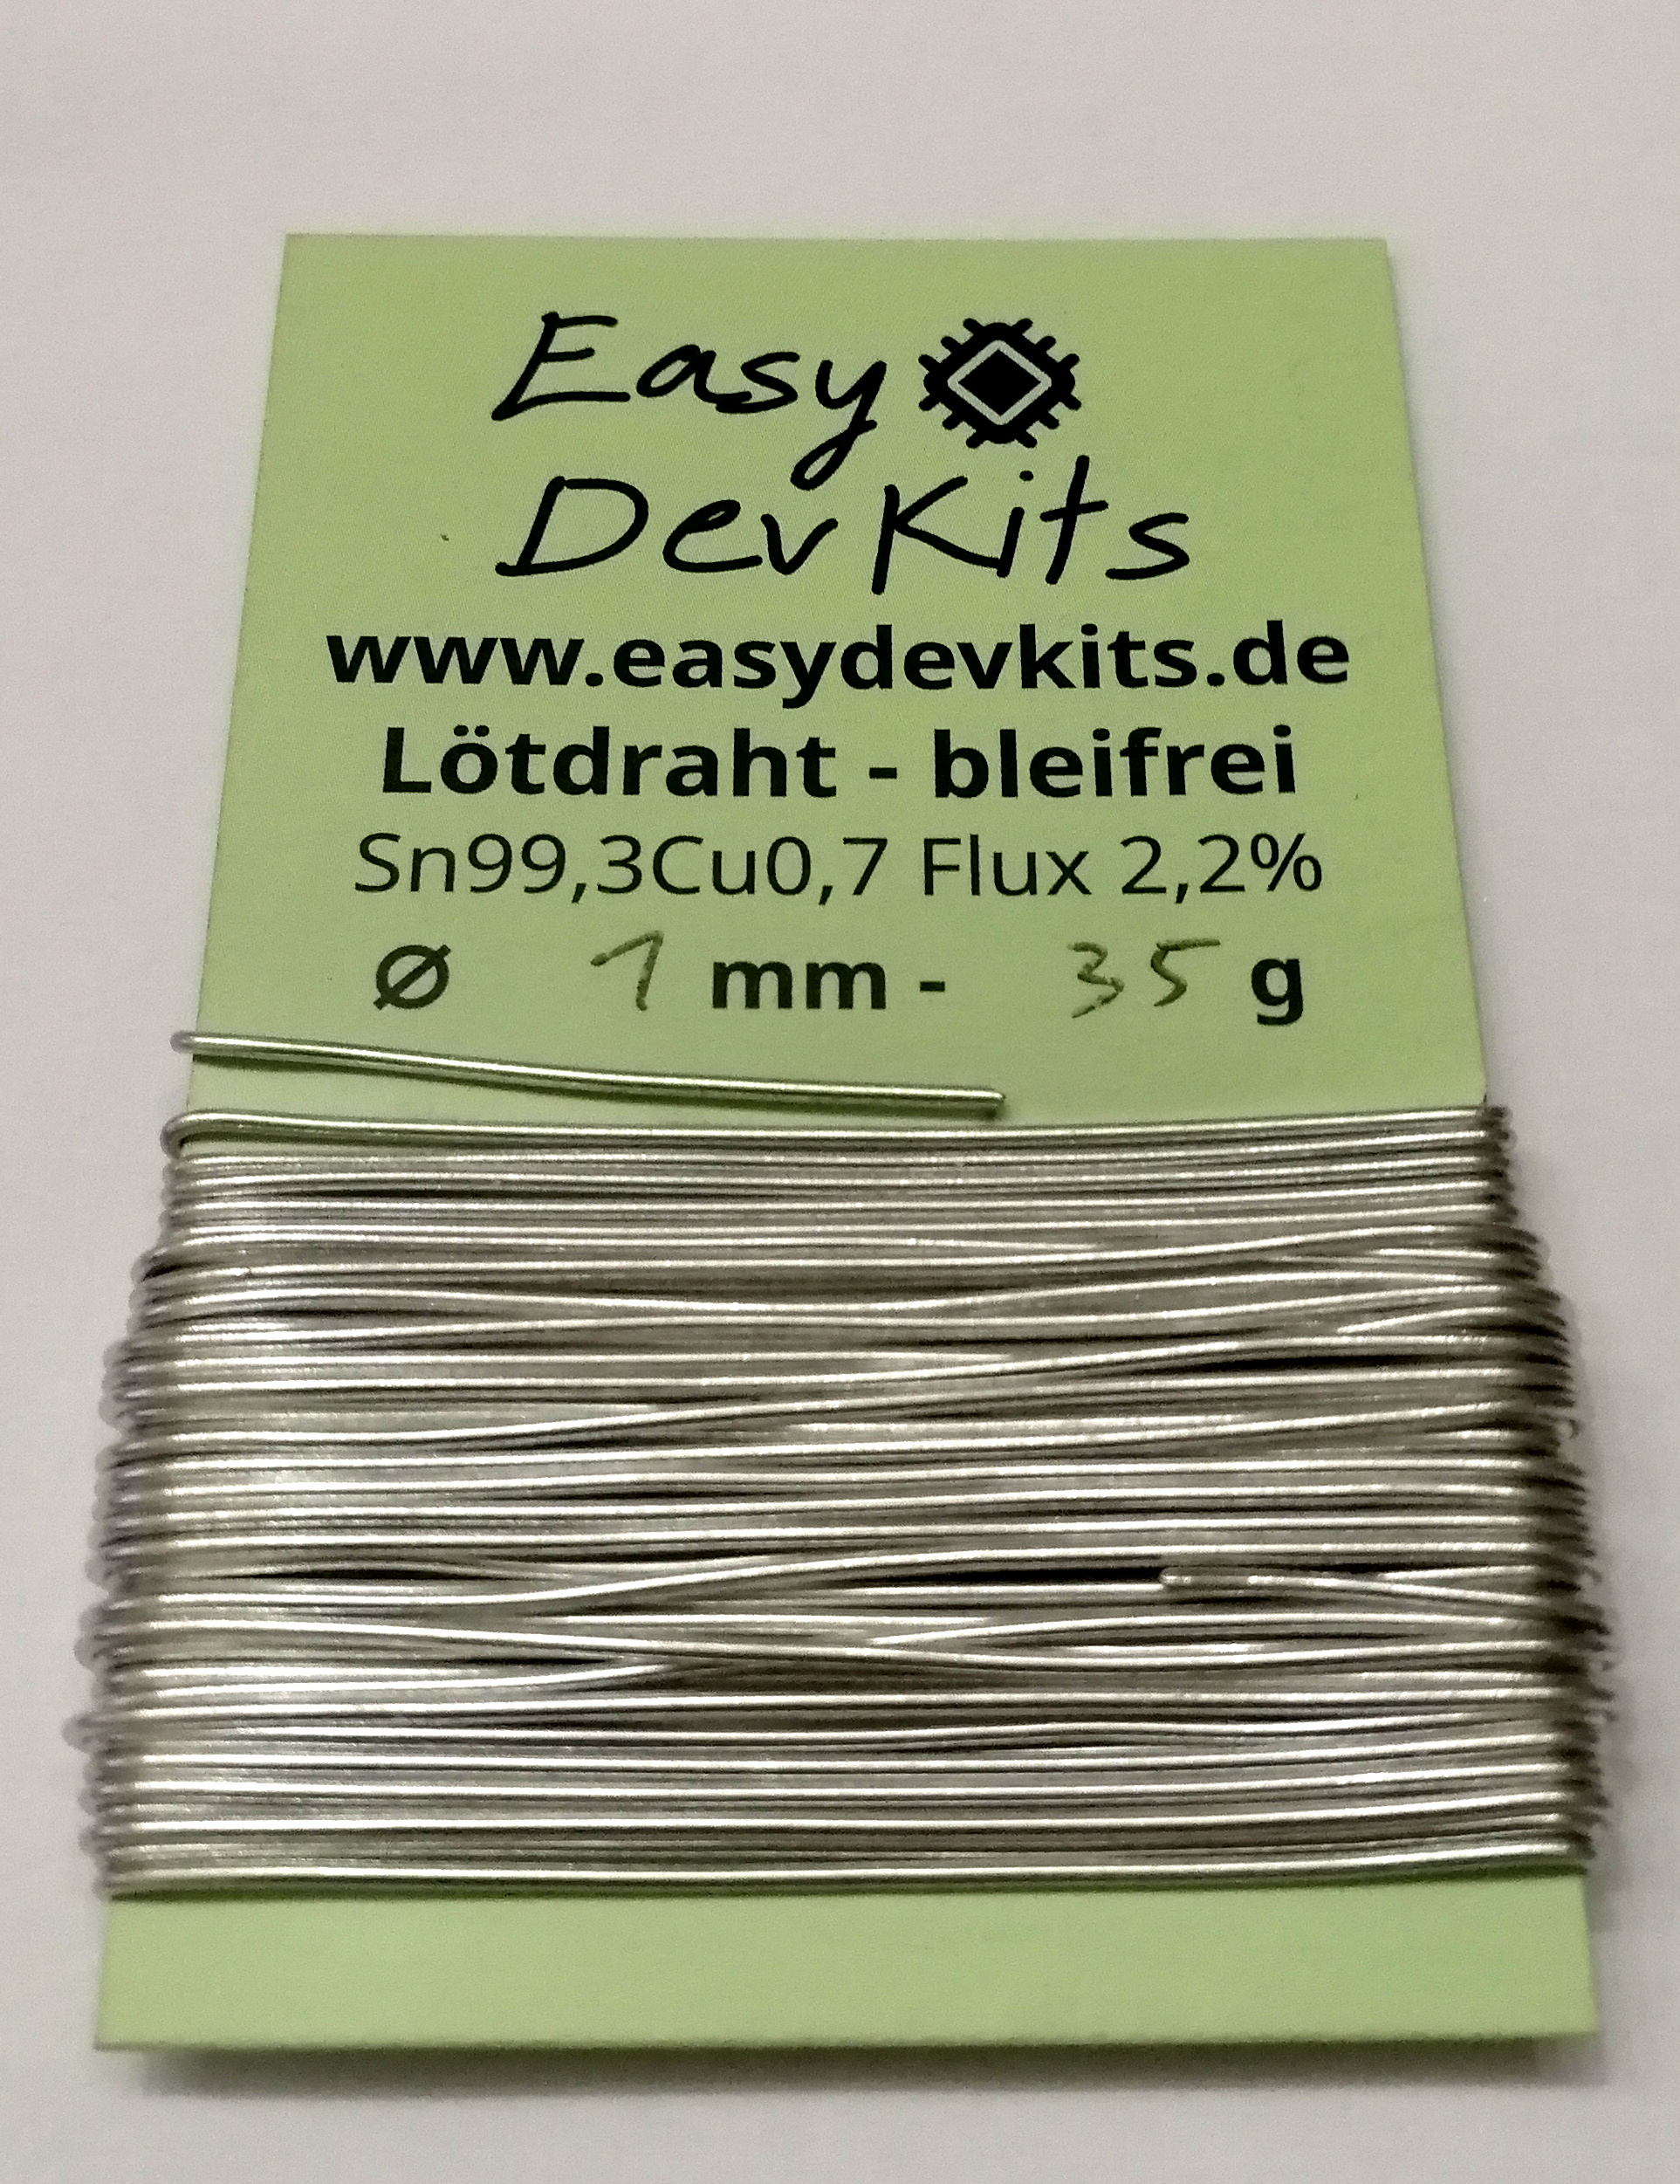 Easy
DevKits
www.easydevkits.de
Lötdraht - bleifrei
Sn99,3Cu0,7 Flux 2,2%
Ø 1 mm - 35 g